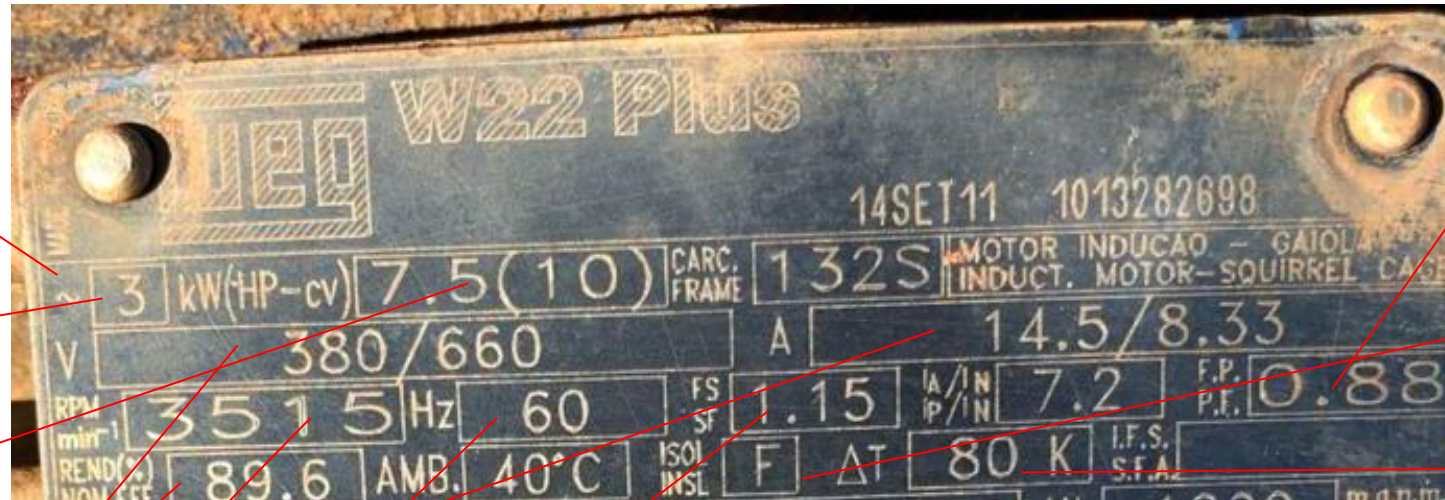 weg W22 Plus
14SET11 1013282698
~ 3 kW(HP-cv) 7.5(10) CARC. FRAME 132S MOTOR INDUCAO - GAIOLA INDUCT. MOTOR-SQUIRREL CAGE
V 380/660 A 14.5/8.33
RPM min-1 3515 Hz 60 FS SF 1.15 IA/IN IP/IN 7.2 F.P. P.F. 0.88
REND(%) NOM.EFF 89.6 AMB. 40°C ISOL INSL F ΔT 80 K I.F.S. S.F.A.